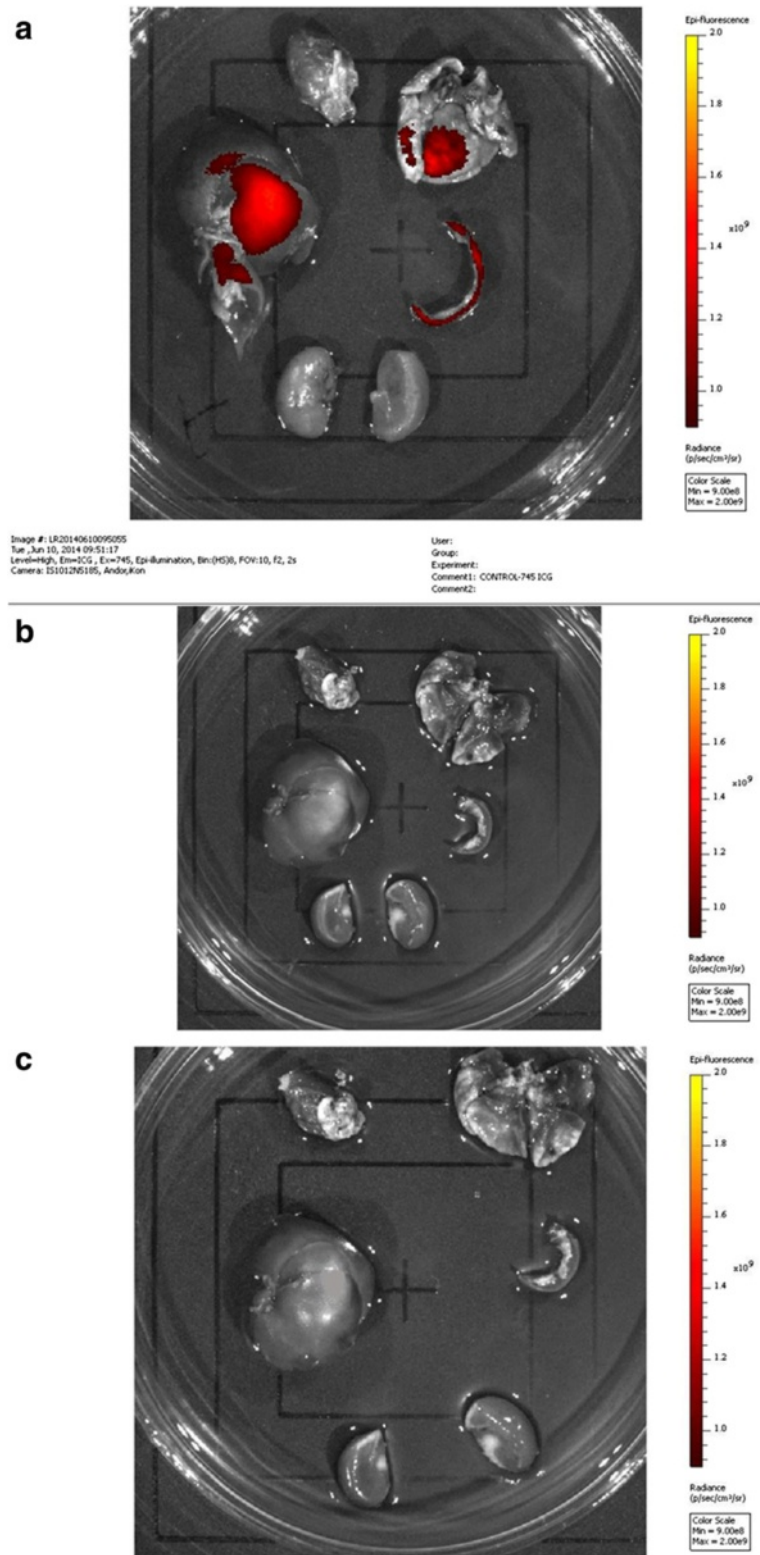 a
Epi-fluorescence
2.0
1.8
1.6
x10⁹
1.4
1.2
1.0
Radiance
(p/sec/cm²/sr)
Color Scale
Min = 9.00e8
Max = 2.00e9
Image #: LR20140610095055
Tue ,Jun 10, 2014 09:51:17
Level=High, Em=ICG , Ex=745, Epi-illumination, Bin:(HS)8, FOV:10, f2, 2s
Camera: IS1012N5185, Andor,iKon
User:
Group:
Experiment:
Comment1: CONTROL-745 ICG
Comment2:
b
Epi-fluorescence
2.0
1.8
1.6
x10⁹
1.4
1.2
1.0
Radiance
(p/sec/cm²/sr)
Color Scale
Min = 9.00e8
Max = 2.00e9
c
Epi-fluorescence
2.0
1.8
1.6
x10⁹
1.4
1.2
1.0
Radiance
(p/sec/cm²/sr)
Color Scale
Min = 9.00e8
Max = 2.00e9